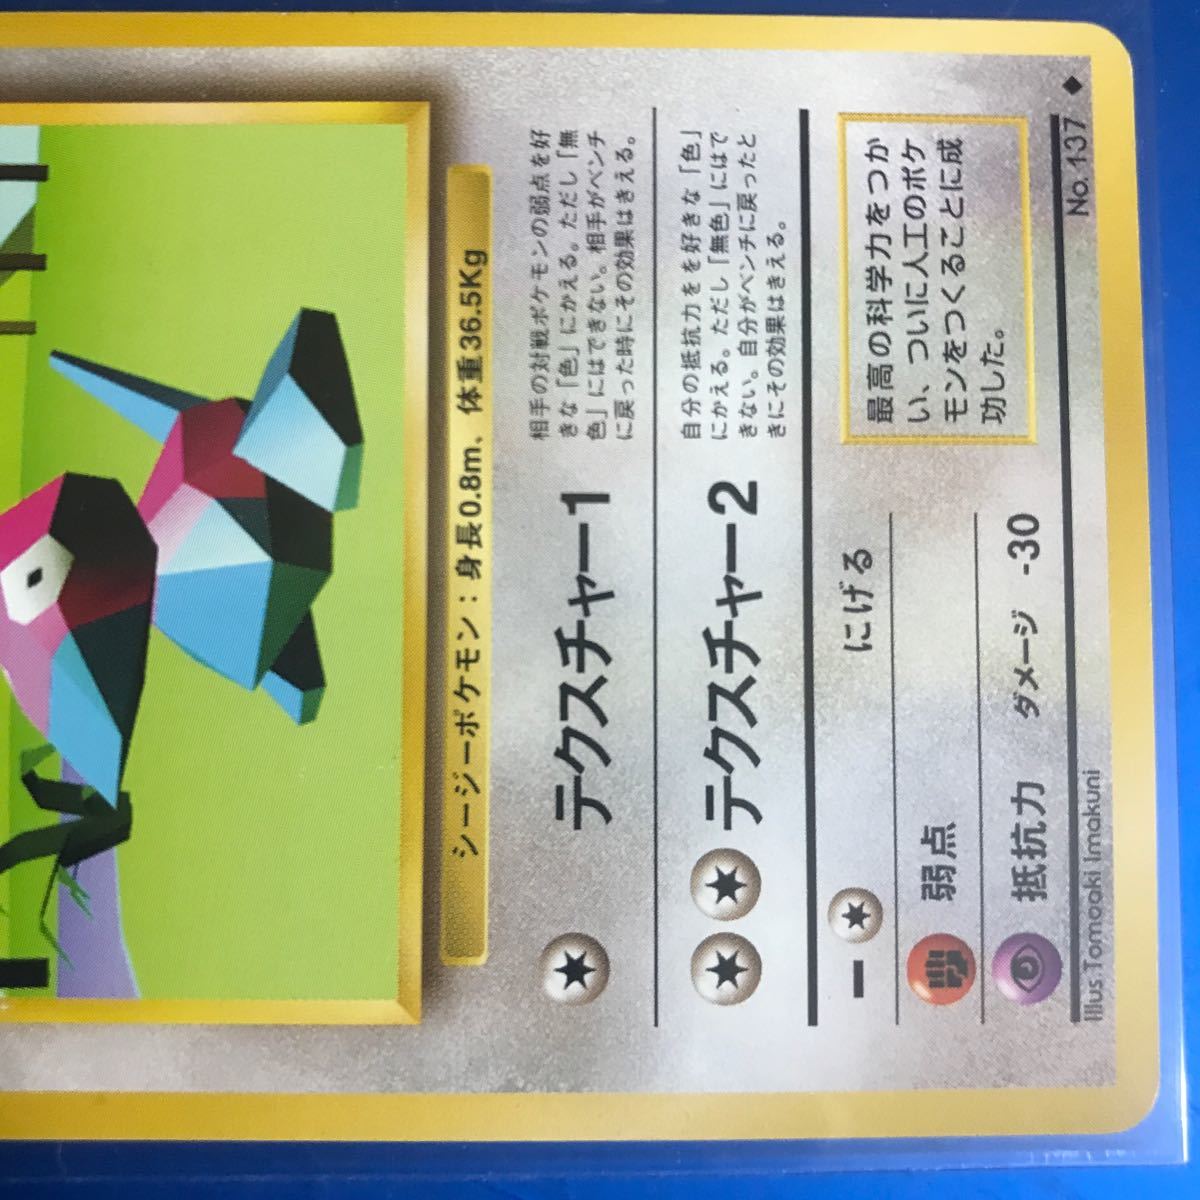 シージーポケモン：身長0.8m、体重36.5Kg
テクスチャー1
相手の対戦ポケモンの弱点を好
きな「色」にかえる。ただし「無
色」にはできない。相手がベンチ
に戻った時にその効果はきえる。
テクスチャー2
自分の抵抗力をを好きな「色」
にかえる。ただし「無色」にはで
きない。自分がベンチに戻ったと
きにその効果はきえる。
にげる
弱点
抵抗力 ダメージ -30
最高の科学力をつか
い、ついに人工のポケ
モンをつくることに成
功した。
Illus.Tomoaki Imakuni
No.137